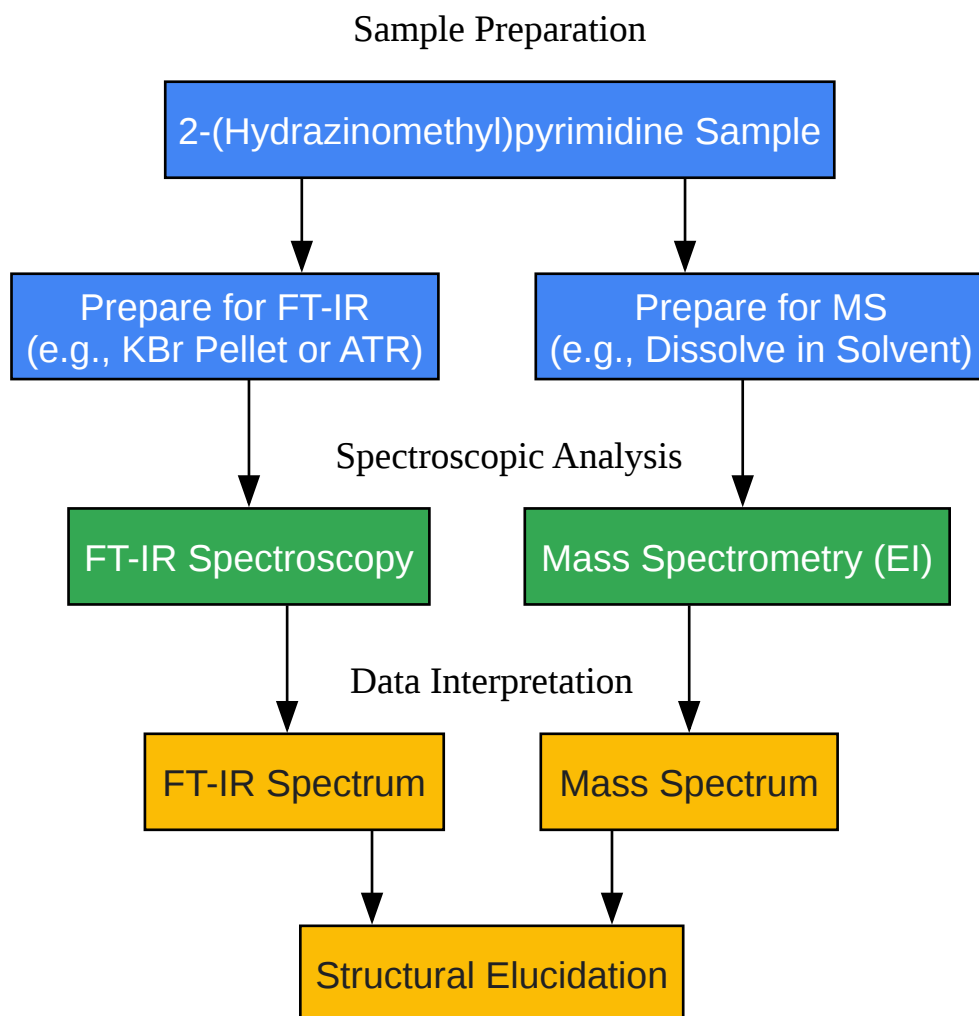 Sample Preparation
2-(Hydrazinomethyl)pyrimidine Sample
Prepare for FT-IR
(e.g., KBr Pellet or ATR)
Prepare for MS
(e.g., Dissolve in Solvent)
Spectroscopic Analysis
FT-IR Spectroscopy
Mass Spectrometry (EI)
Data Interpretation
FT-IR Spectrum
Mass Spectrum
Structural Elucidation